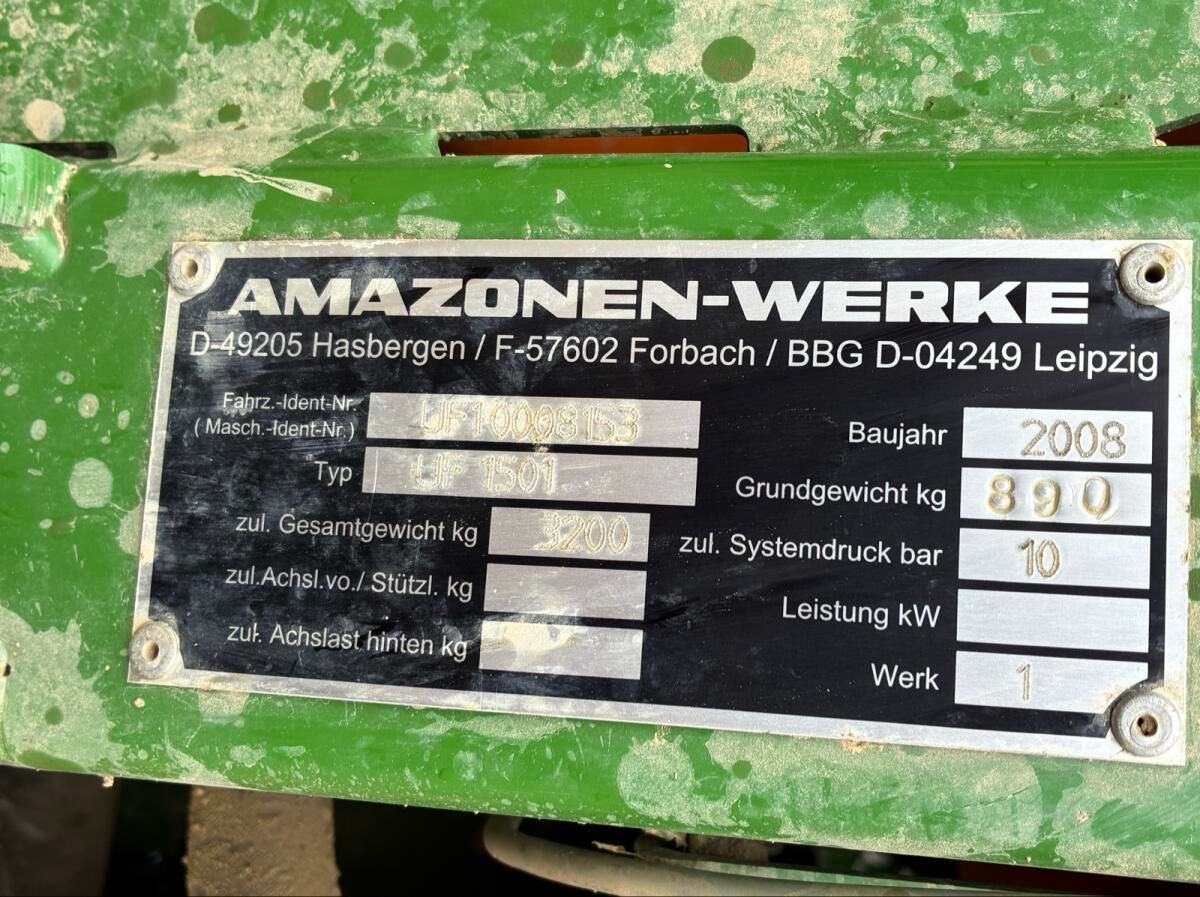 AMAZONEN-WERKE
D-49205 Hasbergen / F-57602 Forbach / BBG D-04249 Leipzig
Fahrz.-Ident-Nr.
( Masch.-Ident-Nr.) UF10008153
Typ UF 1501
zul. Gesamtgewicht kg 3200
zul.Achsl.vo./ Stützl. kg
zul. Achslast hinten kg
Baujahr 2008
Grundgewicht kg 890
zul. Systemdruck bar 10
Leistung kW
Werk 1